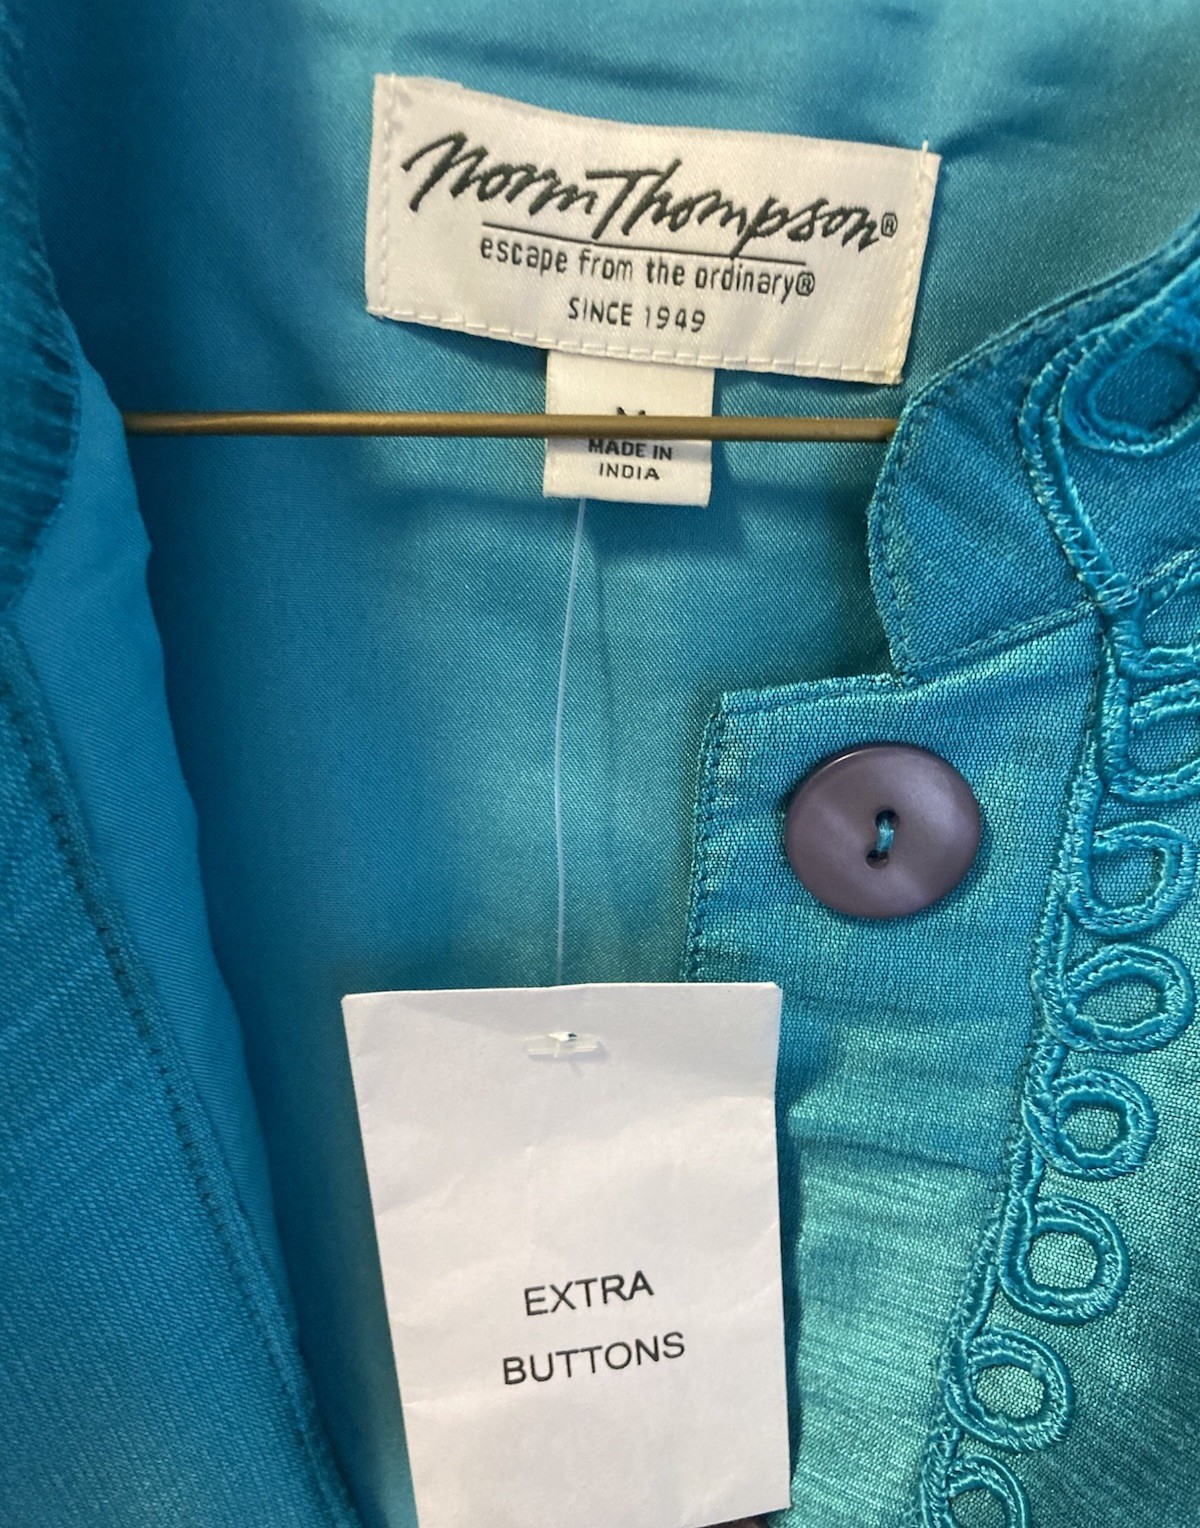 Norm Thompson®
escape from the ordinary®
SINCE 1949
MADE IN
INDIA
EXTRA
BUTTONS